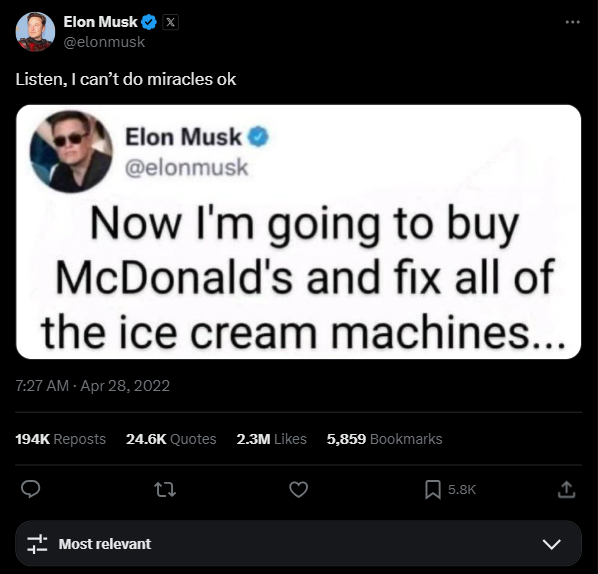 Elon Musk X
@elonmusk
Listen, I can’t do miracles ok
Elon Musk
@elonmusk
Now I'm going to buy
McDonald's and fix all of
the ice cream machines...
7:27 AM · Apr 28, 2022
194K Reposts 24.6K Quotes 2.3M Likes 5,859 Bookmarks
5.8K
Most relevant